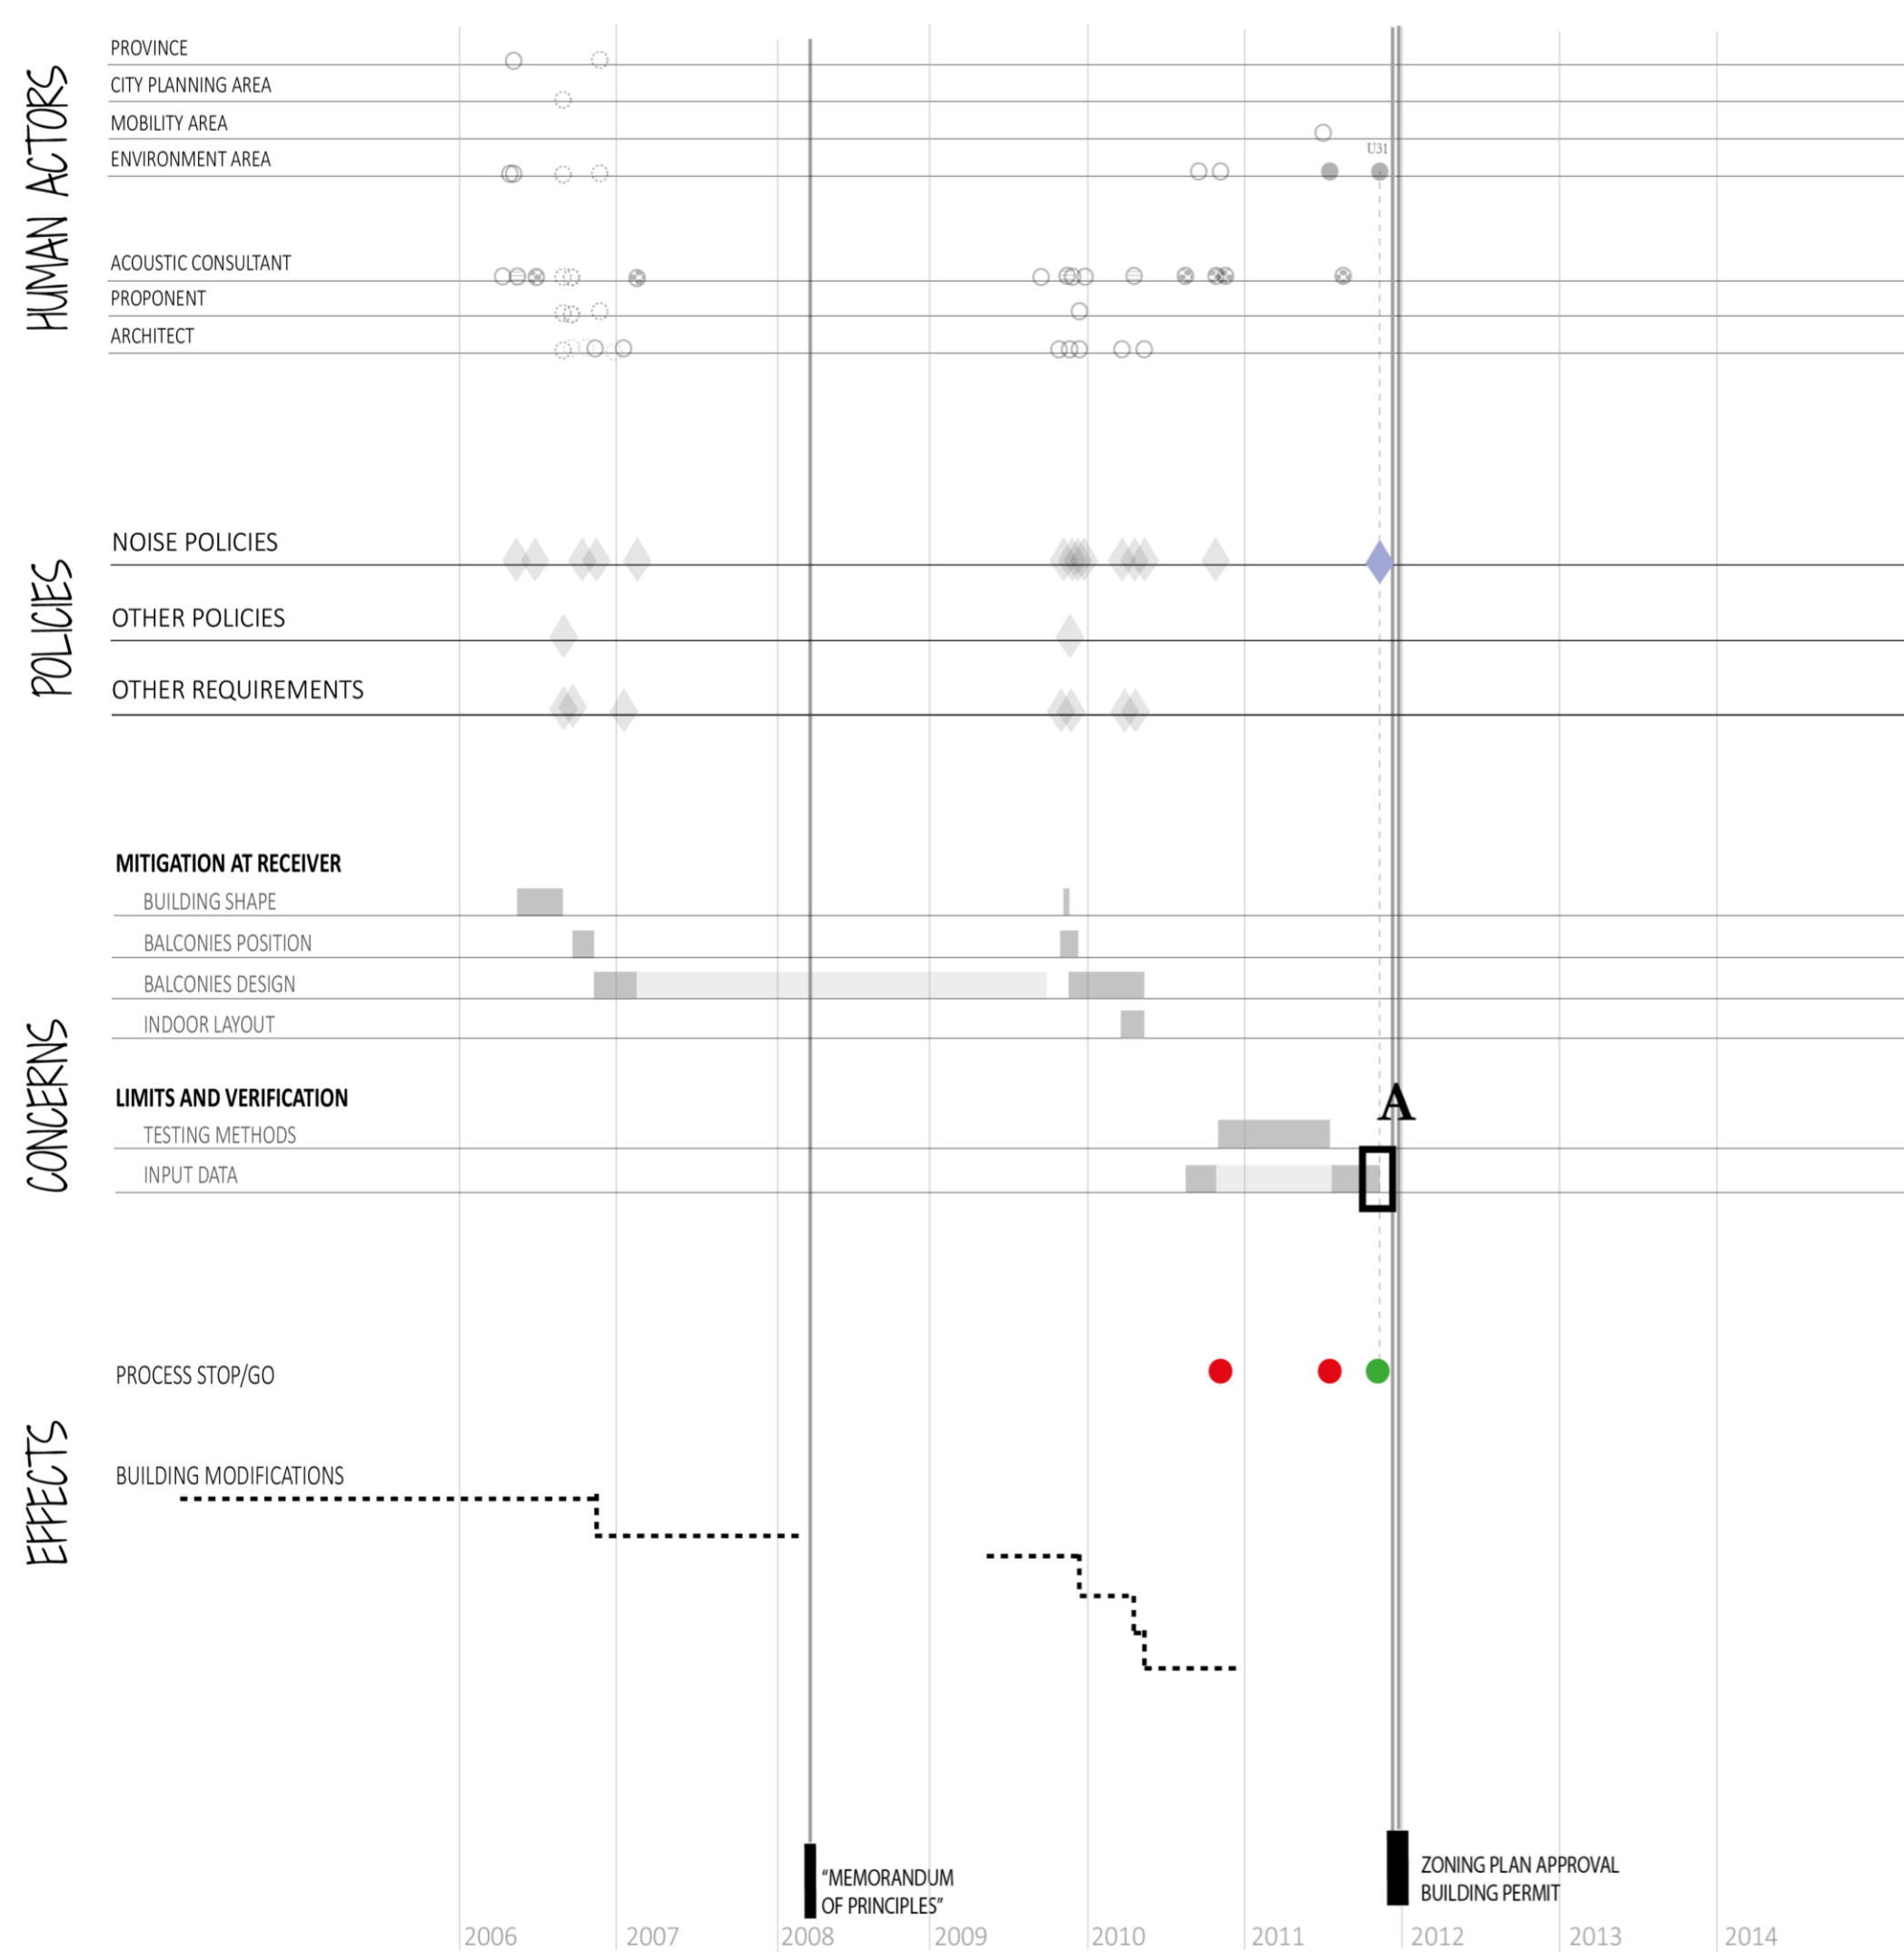 HUMAN ACTORS
PROVINCE
CITY PLANNING AREA
MOBILITY AREA
ENVIRONMENT AREA
U31
ACOUSTIC CONSULTANT
PROPONENT
ARCHITECT
POLICIES
NOISE POLICIES
OTHER POLICIES
OTHER REQUIREMENTS
CONCERNS
MITIGATION AT RECEIVER
BUILDING SHAPE
BALCONIES POSITION
BALCONIES DESIGN
INDOOR LAYOUT
LIMITS AND VERIFICATION
A
TESTING METHODS
INPUT DATA
EFFECTS
PROCESS STOP/GO
BUILDING MODIFICATIONS
“MEMORANDUM
OF PRINCIPLES”
ZONING PLAN APPROVAL
BUILDING PERMIT
2006 2007 2008 2009 2010 2011 2012 2013 2014